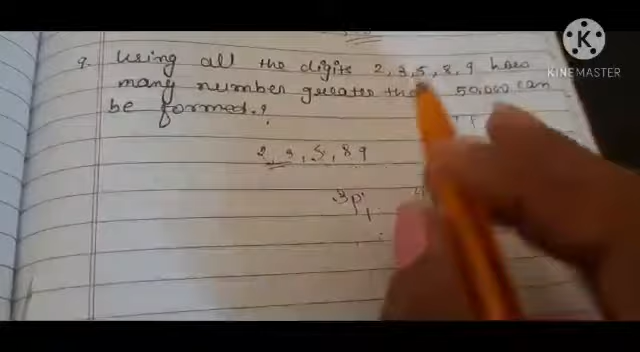 9. Using all the digits 2,3,5,8,9 how
many number greater than 50,000 can
be formed.?
2, 3, 5, 8 9
3P1
KINEMASTER